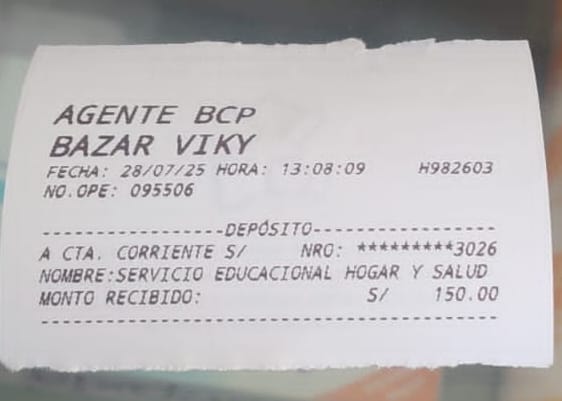 AGENTE BCP
BAZAR VIKY
FECHA: 28/07/25 HORA: 13:08:09 H982603
NO.OPE: 095506
------------------DEPÓSITO------------------
A CTA. CORRIENTE S/ NRO: *********3026
NOMBRE:SERVICIO EDUCACIONAL HOGAR Y SALUD
MONTO RECIBIDO: S/ 150.00
--------------------------------------------